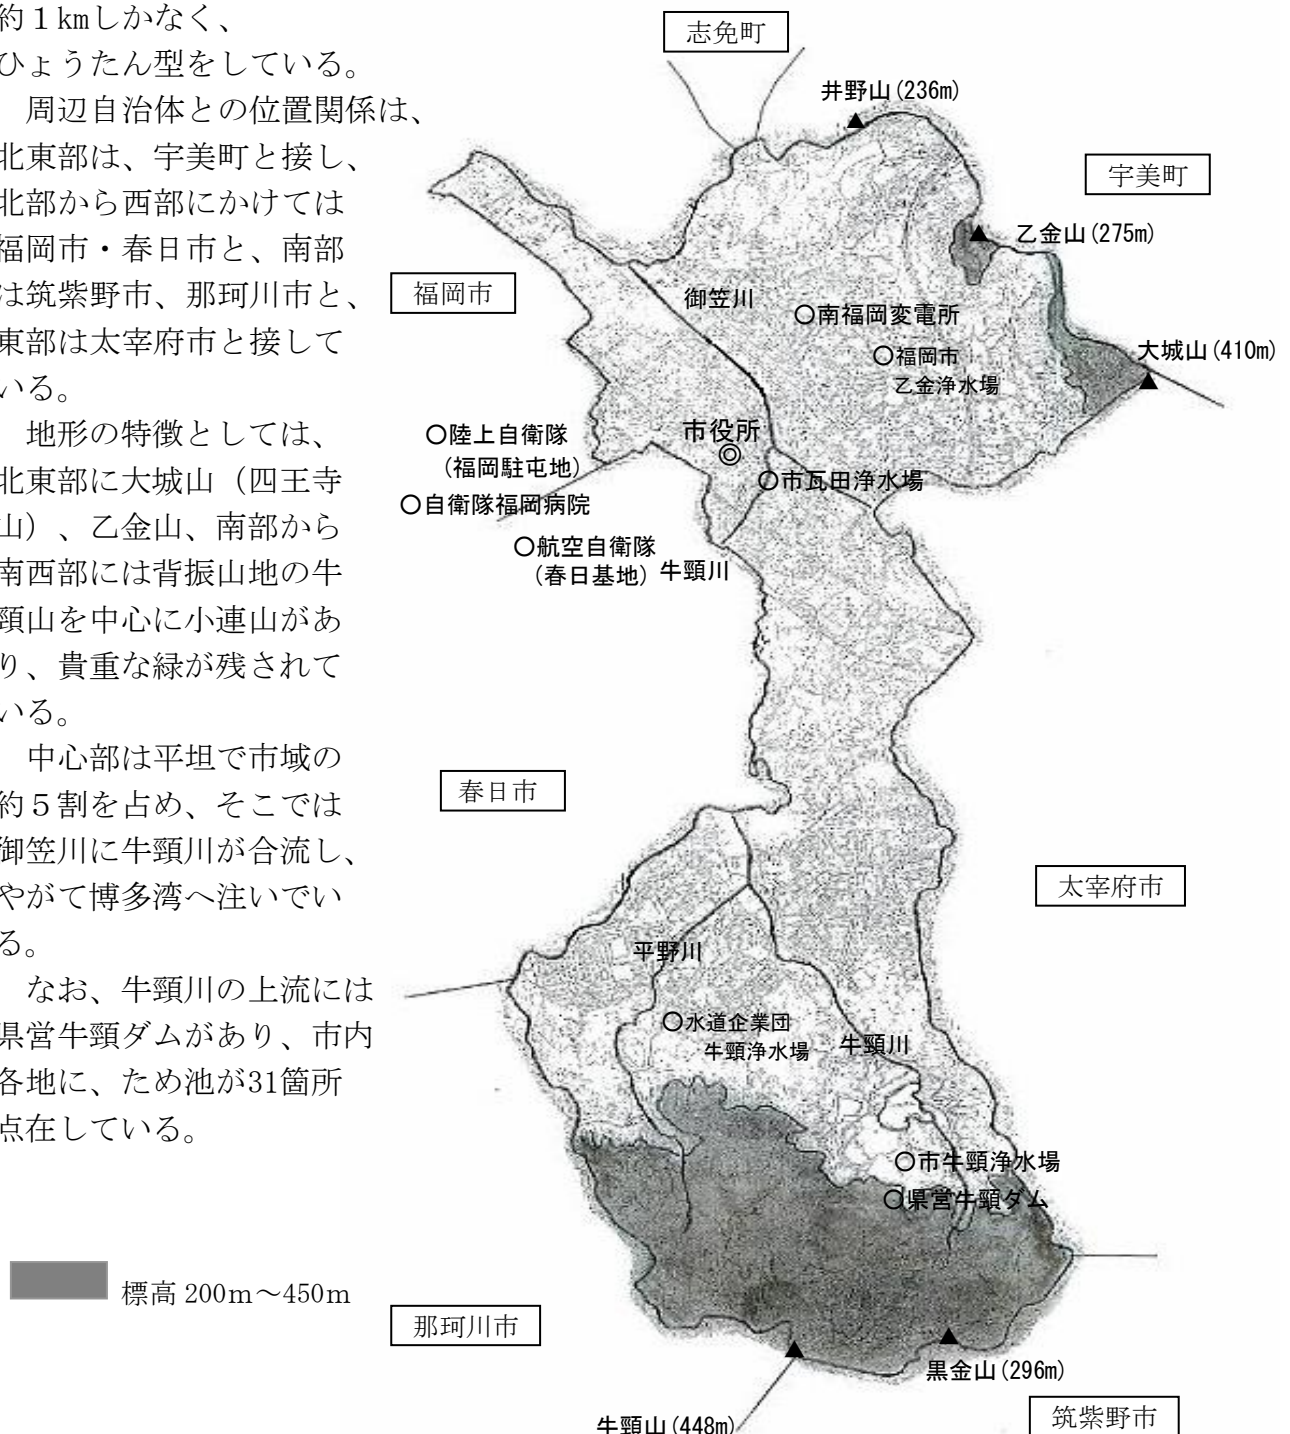 約１kmしかなく、
ひょうたん型をしている。
周辺自治体との位置関係は、
北東部は、宇美町と接し、
北部から西部にかけては
福岡市・春日市と、南部
は筑紫野市、那珂川市と、
東部は太宰府市と接して
いる。
地形の特徴としては、
北東部に大城山（四王寺
山）、乙金山、南部から
南西部には背振山地の牛
頸山を中心に小連山があ
り、貴重な緑が残されて
いる。
中心部は平坦で市域の
約５割を占め、そこでは
御笠川に牛頸川が合流し、
やがて博多湾へ注いでい
る。
なお、牛頸川の上流には
県営牛頸ダムがあり、市内
各地に、ため池が31箇所
点在している。
標高 200m～450m
志免町
井野山(236m)
宇美町
乙金山(275m)
福岡市
御笠川
○南福岡変電所
○福岡市
乙金浄水場
大城山(410m)
○陸上自衛隊
（福岡駐屯地）
市役所
◎
○自衛隊福岡病院
○市瓦田浄水場
○航空自衛隊
（春日基地）
牛頸川
春日市
太宰府市
平野川
○水道企業団
牛頸浄水場
牛頸川
○市牛頸浄水場
○県営牛頸ダム
那珂川市
黒金山(296m)
牛頸山(448m)
筑紫野市